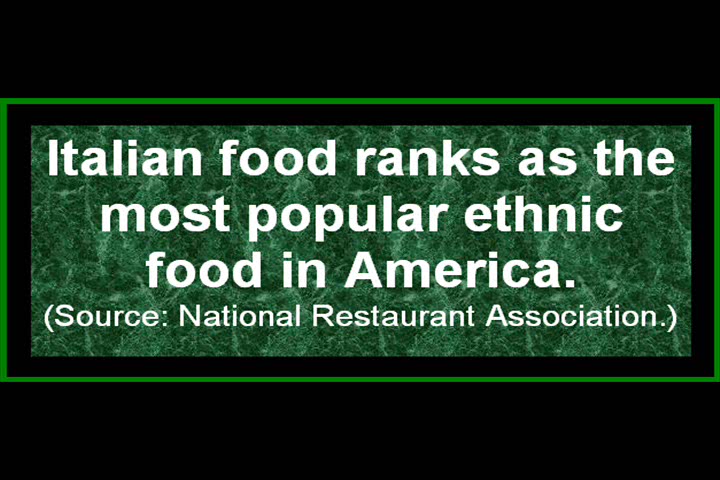 Italian food ranks as the
most popular ethnic
food in America.
(Source: National Restaurant Association.)